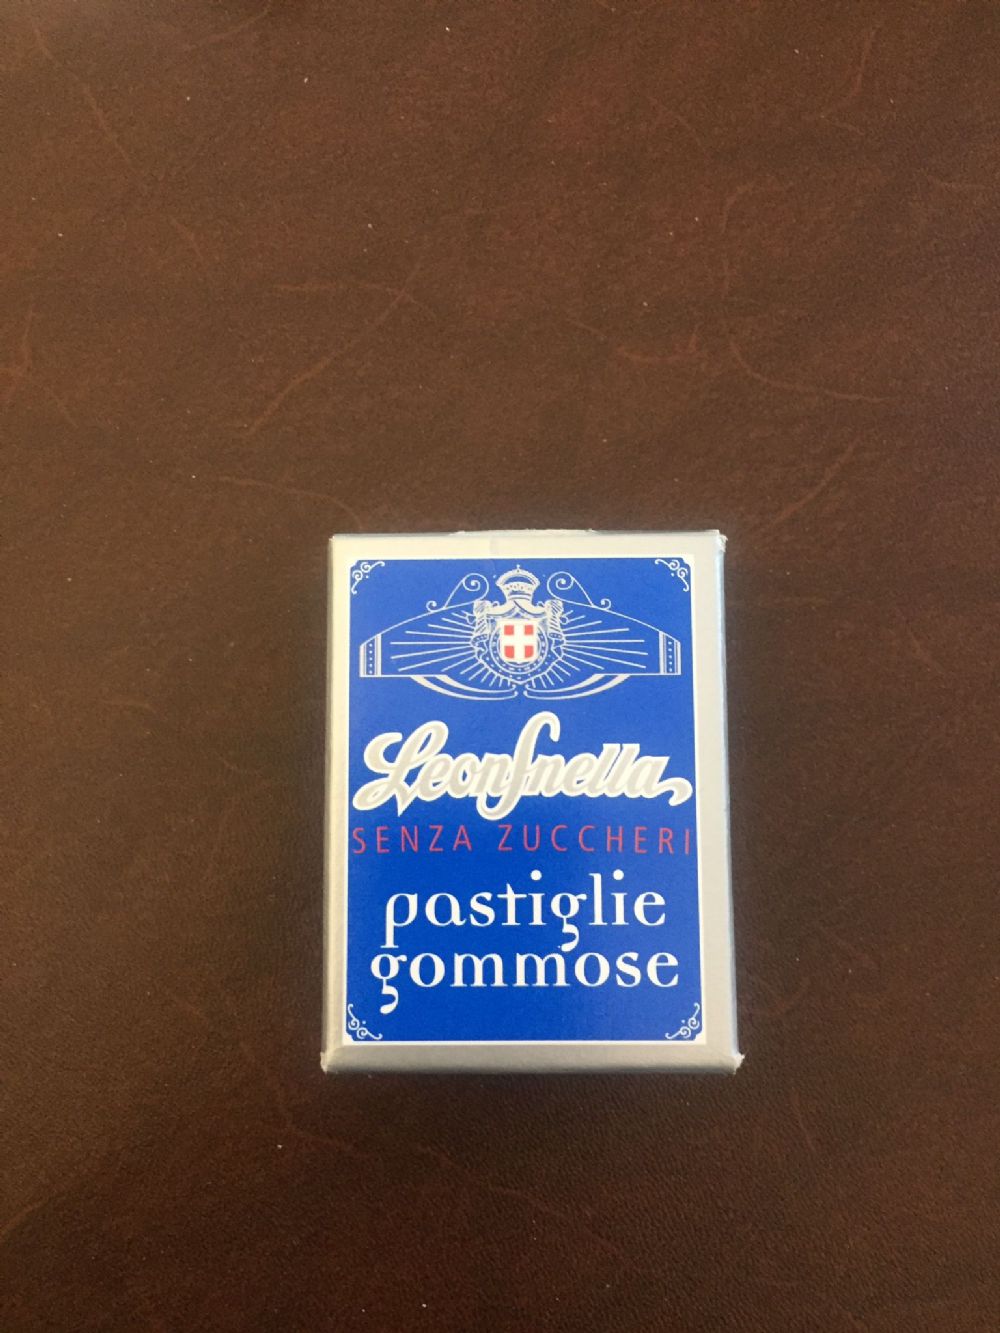 LeonSnella
SENZA ZUCCHERI
pastiglie
gommose